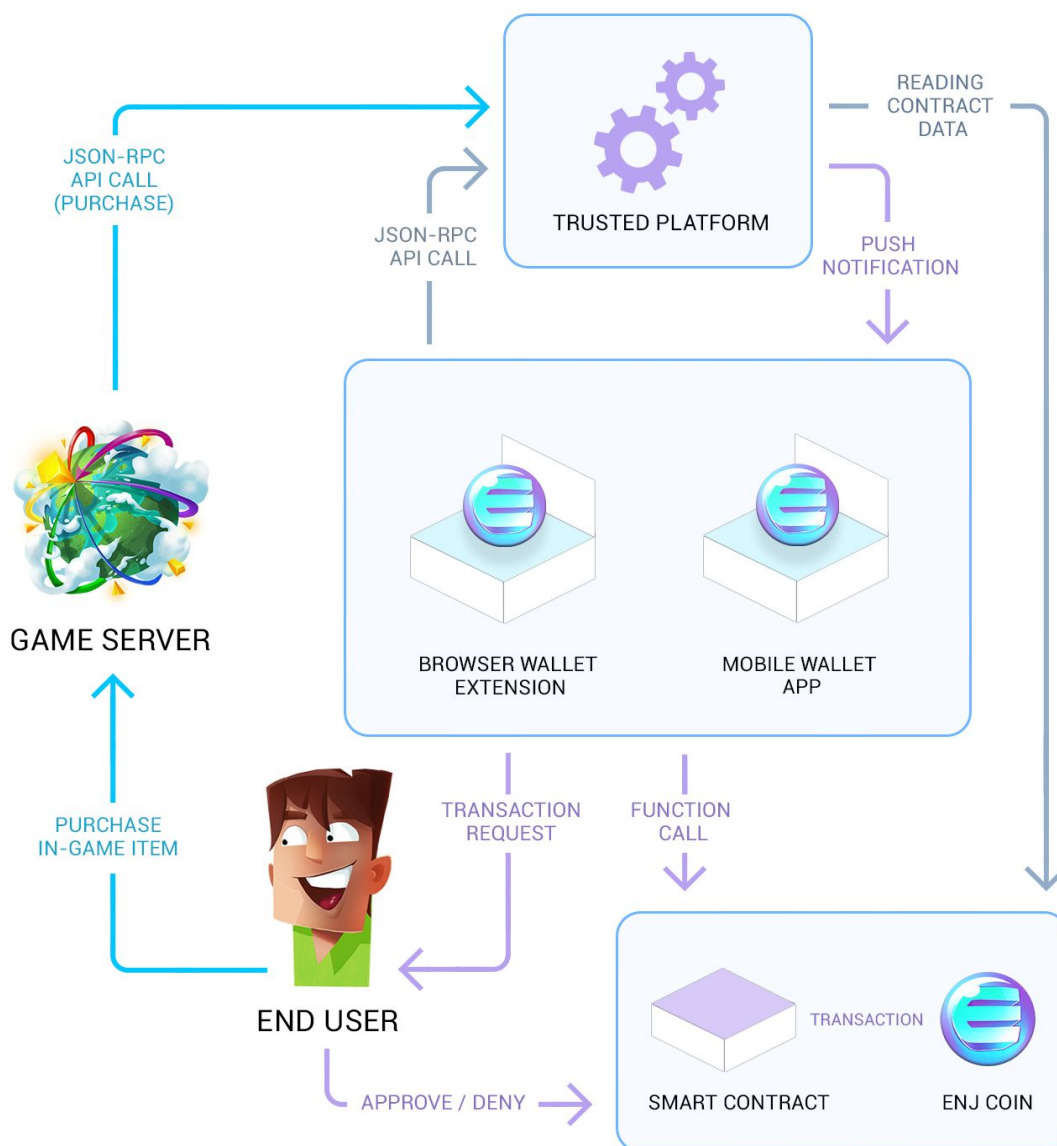 READING
CONTRACT
DATA
JSON-RPC
API CALL
(PURCHASE)
TRUSTED PLATFORM
JSON-RPC
API CALL
PUSH
NOTIFICATION
GAME SERVER
BROWSER WALLET
EXTENSION
MOBILE WALLET
APP
TRANSACTION
REQUEST
FUNCTION
CALL
PURCHASE
IN-GAME ITEM
END USER
TRANSACTION
APPROVE / DENY
SMART CONTRACT
ENJ COIN